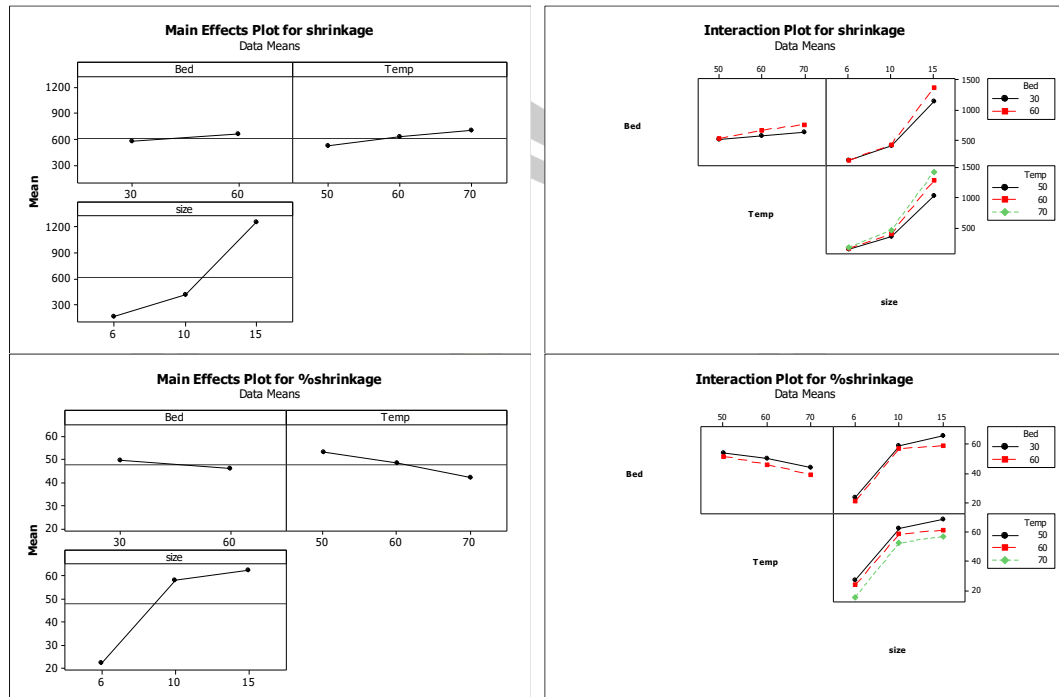 Main Effects Plot for shrinkage
Data Means
Bed Temp
1200
900
600
300
30 60 50 60 70
Mean
size
1200
900
600
300
6 10 15
Interaction Plot for shrinkage
Data Means
50 60 70 6 10 15
1500
1000
500
Bed
Bed
30
60
1500
1000
500
Temp
Temp
50
60
70
size
Main Effects Plot for %shrinkage
Data Means
Bed Temp
60
50
40
30
20
30 60 50 60 70
Mean
size
60
50
40
30
20
6 10 15
Interaction Plot for %shrinkage
Data Means
50 60 70 6 10 15
60
40
20
Bed
Bed
30
60
60
40
20
Temp
Temp
50
60
70
size